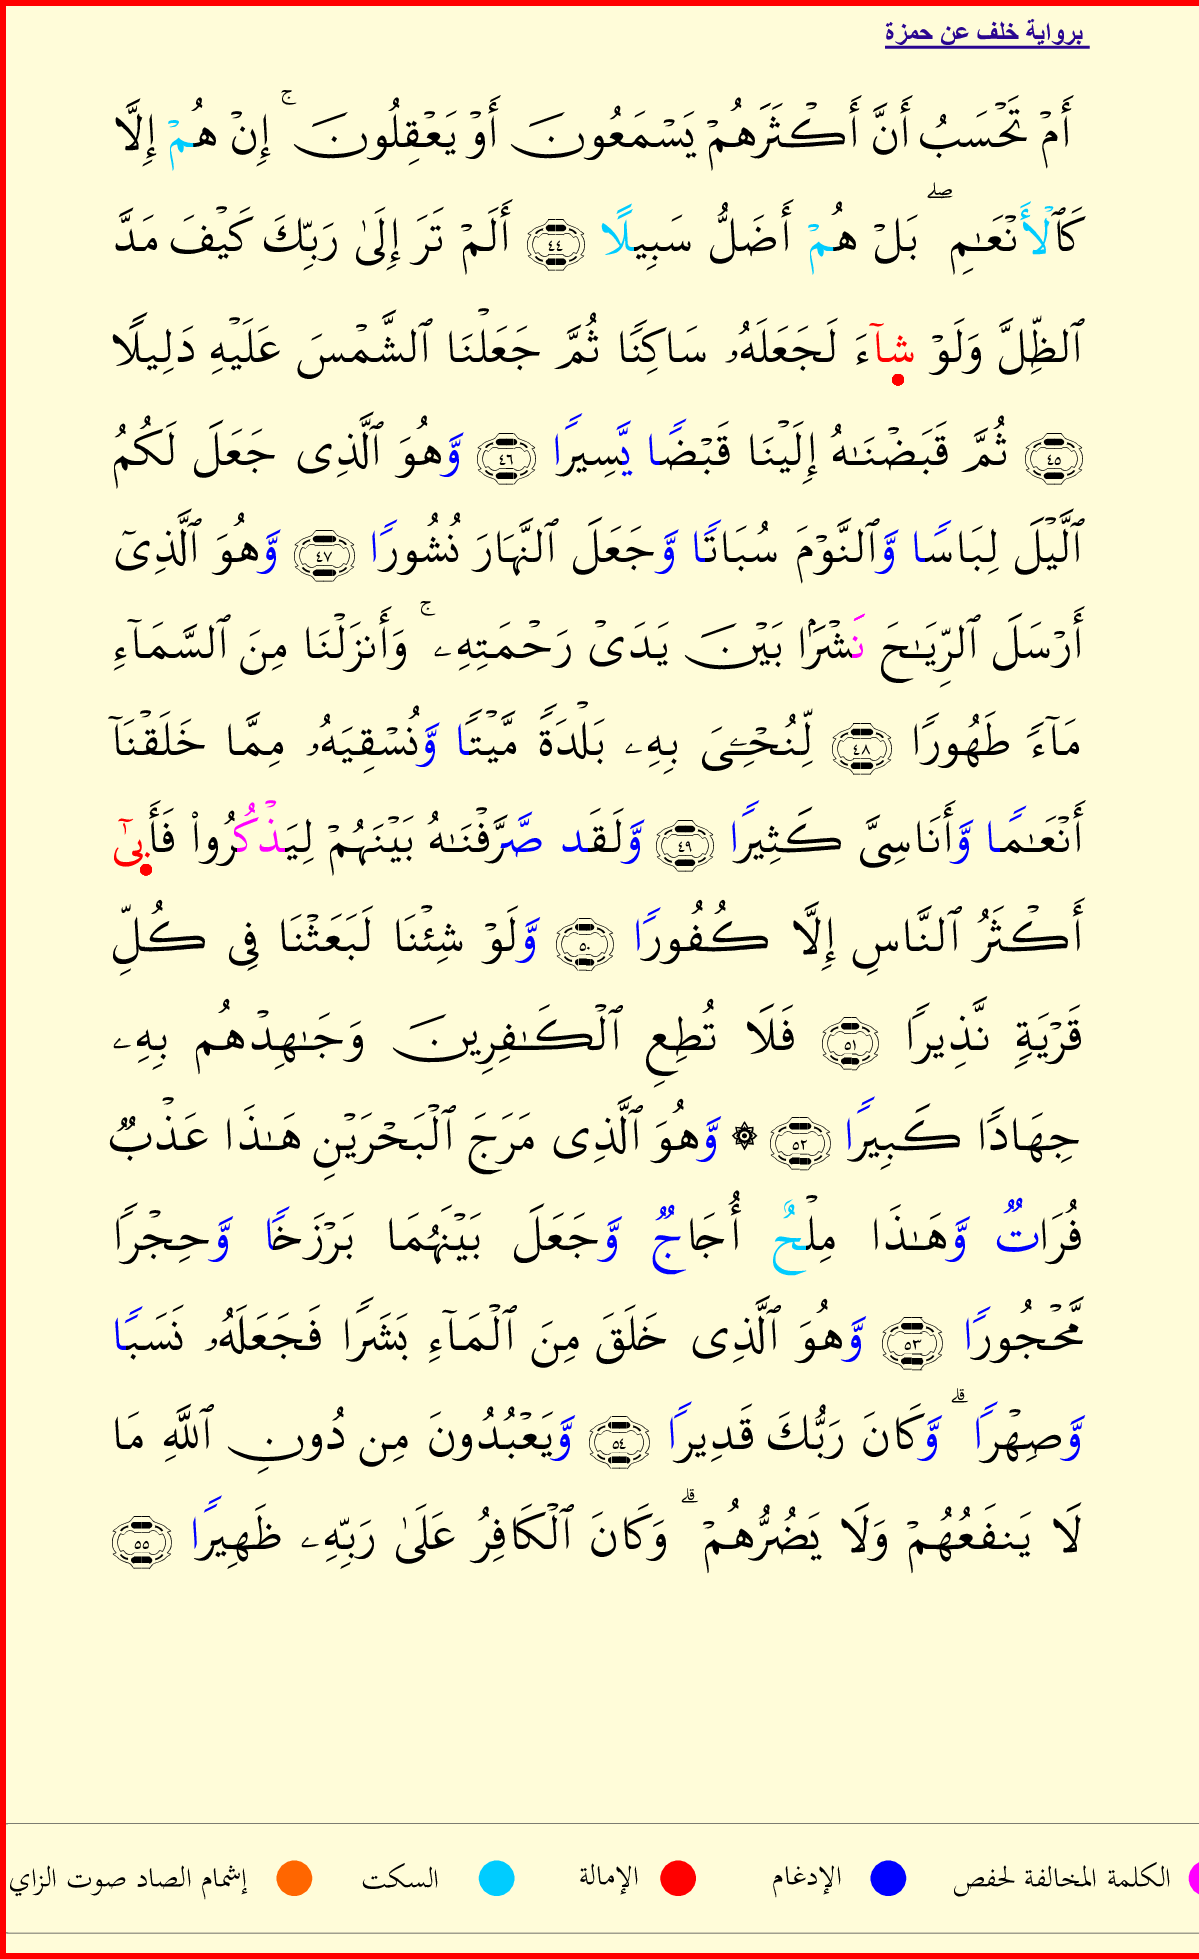 برواية خلف عن حمزة
أَمْ تَحْسَبُ أَنَّ أَكْثَرَهُمْ يَسْمَعُونَ أَوْ يَعْقِلُونَ ۚ إِنْ هُمْ إِلَّا
كَٱلْأَنْعَـٰمِ ۖ بَلْ هُمْ أَضَلُّ سَبِيلًا ٤٤ أَلَمْ تَرَ إِلَىٰ رَبِّكَ كَيْفَ مَدَّ
ٱلظِّلَّ وَلَوْ شَآءَ لَجَعَلَهُۥ سَاكِنًا ثُمَّ جَعَلْنَا ٱلشَّمْسَ عَلَيْهِ دَلِيلًا
٤٥ ثُمَّ قَبَضْنَـٰهُ إِلَيْنَا قَبْضًا يَّسِيرًا ٤٦ وَّهُوَ ٱلَّذِى جَعَلَ لَكُمُ
ٱلَّيْلَ لِبَاسًا وَّٱلنَّوْمَ سُبَاتًا وَّجَعَلَ ٱلنَّهَارَ نُشُورًا ٤٧ وَّهُوَ ٱلَّذِىٓ
أَرْسَلَ ٱلرِّيَـٰحَ نَشْرًۢا بَيْنَ يَدَىْ رَحْمَتِهِۦ ۚ وَأَنزَلْنَا مِنَ ٱلسَّمَآءِ
مَآءً طَهُورًا ٤٨ لِّنُحْـِۧىَ بِهِۦ بَلْدَةً مَّيْتًا وَّنُسْقِيَهُۥ مِمَّا خَلَقْنَآ
أَنْعَـٰمًا وَّأَنَاسِىَّ كَثِيرًا ٤٩ وَّلَقَد صَّرَّفْنَـٰهُ بَيْنَهُمْ لِيَذْكُرُوا۟ فَأَبَىٰٓ
أَكْثَرُ ٱلنَّاسِ إِلَّا كُفُورًا ٥٠ وَّلَوْ شِئْنَا لَبَعَثْنَا فِى كُلِّ
قَرْيَةٍ نَّذِيرًا ٥١ فَلَا تُطِعِ ٱلْكَـٰفِرِينَ وَجَـٰهِدْهُم بِهِۦ
جِهَادًا كَبِيرًا ٥٢ ۞ وَّهُوَ ٱلَّذِى مَرَجَ ٱلْبَحْرَيْنِ هَـٰذَا عَذْبٌ
فُرَاتٌ وَّهَـٰذَا مِلْحٌ أُجَاجٌ وَّجَعَلَ بَيْنَهُمَا بَرْزَخًا وَّحِجْرًا
مَّحْجُورًا ٥٣ وَّهُوَ ٱلَّذِى خَلَقَ مِنَ ٱلْمَآءِ بَشَرًا فَجَعَلَهُۥ نَسَبًا
وَّصِهْرًا ۗ وَّكَانَ رَبُّكَ قَدِيرًا ٥٤ وَّيَعْبُدُونَ مِن دُونِ ٱللَّهِ مَا
لَا يَنفَعُهُمْ وَلَا يَضُرُّهُمْ ۗ وَكَانَ ٱلْكَافِرُ عَلَىٰ رَبِّهِۦ ظَهِيرًا ٥٥
الكلمة المخالفة لحفص الإدغام الإمالة السكت إشمام الصاد صوت الزاي